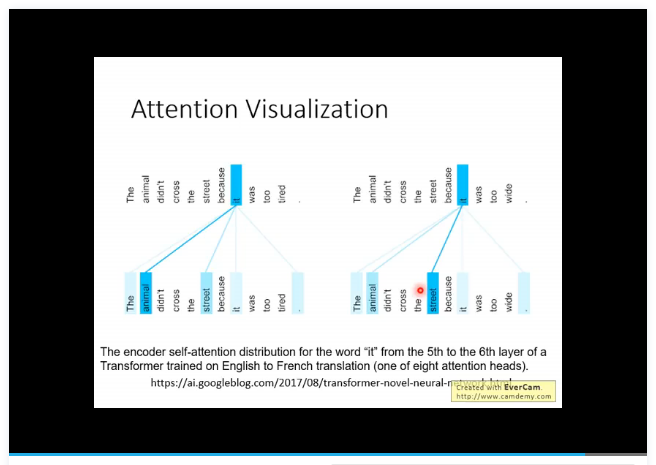 Attention Visualization
The animal didn't cross the street because it was too tired .
The animal didn't cross the street because it was too wide .
The animal didn't cross the street because it was too tired .
The animal didn't cross the street because it was too wide .
The encoder self-attention distribution for the word “it” from the 5th to the 6th layer of a
Transformer trained on English to French translation (one of eight attention heads).
https://ai.googleblog.com/2017/08/transformer-novel-neural-network.html
Created with EverCam.
http://www.camdemy.com